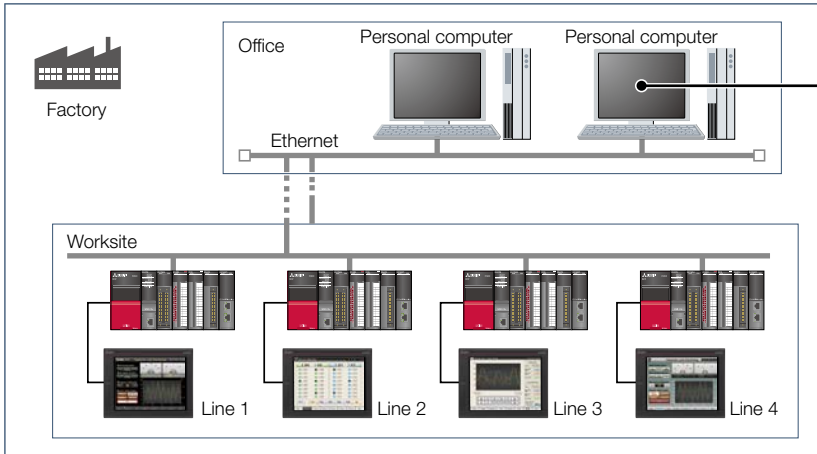 Office
Personal computer
Personal computer
Factory
Ethernet
Worksite
Line 1
Line 2
Line 3
Line 4